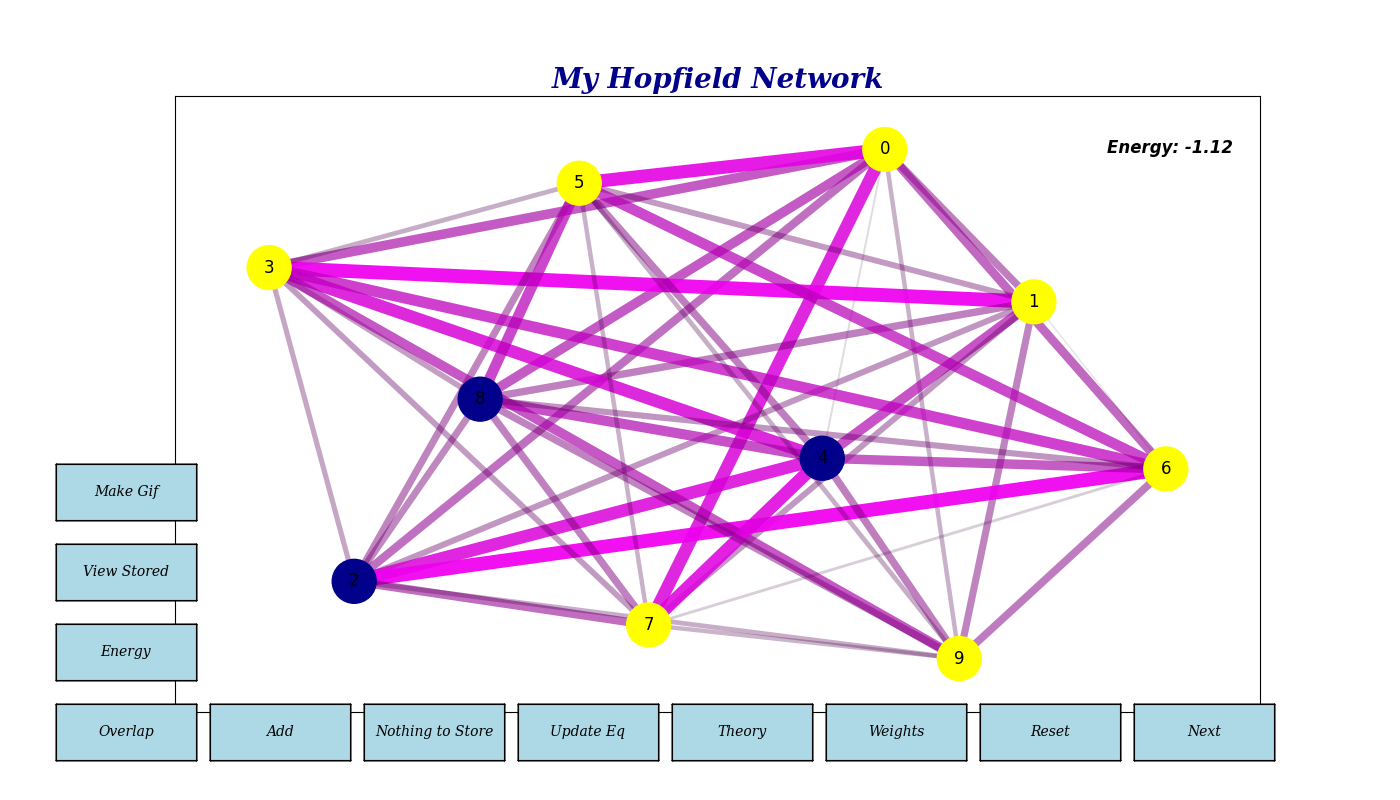 My Hopfield Network
Energy: -1.12
0
5
3
1
8
4
6
2
7
9
Make Gif
View Stored
Energy
Overlap
Add
Nothing to Store
Update Eq
Theory
Weights
Reset
Next